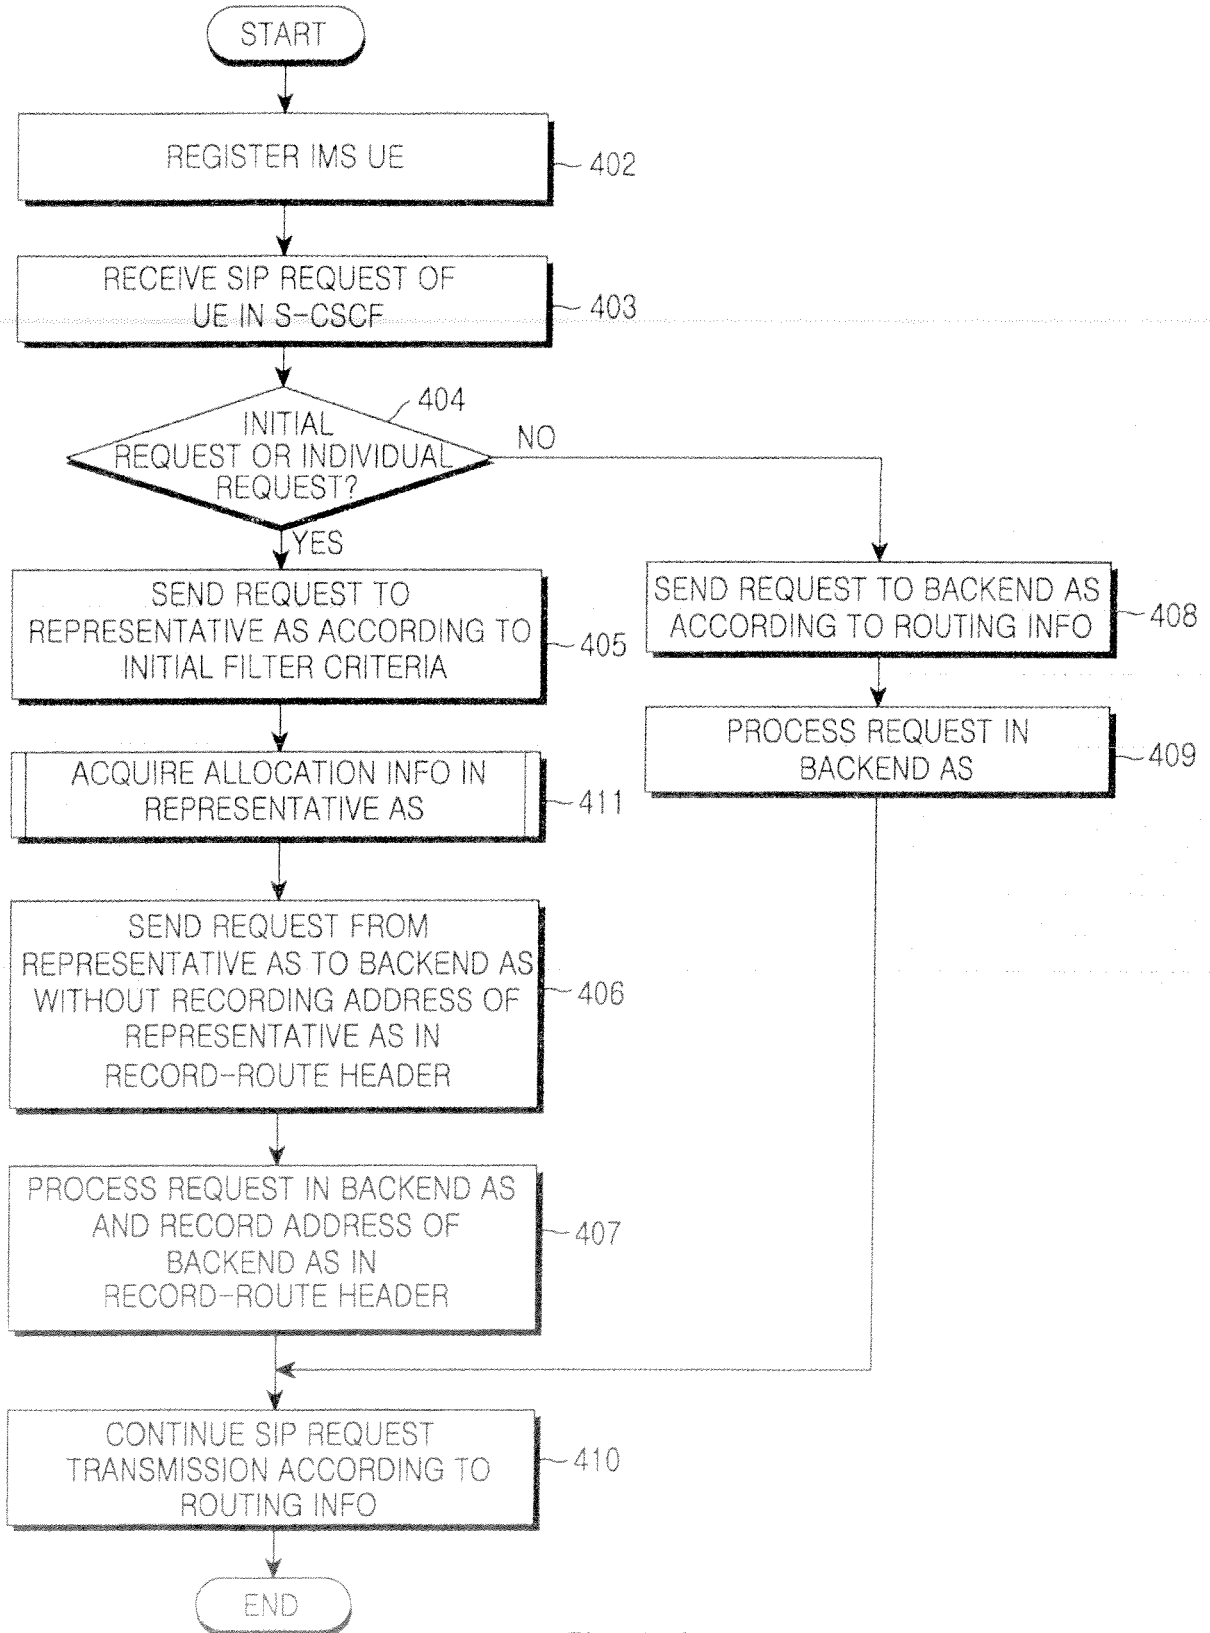 START
REGISTER IMS UE
402
RECEIVE SIP REQUEST OF
UE IN S-CSCF
403
404
INITIAL
REQUEST OR INDIVIDUAL
REQUEST?
NO
YES
SEND REQUEST TO
REPRESENTATIVE AS ACCORDING TO
INITIAL FILTER CRITERIA
405
SEND REQUEST TO BACKEND AS
ACCORDING TO ROUTING INFO
408
ACQUIRE ALLOCATION INFO IN
REPRESENTATIVE AS
411
PROCESS REQUEST IN
BACKEND AS
409
SEND REQUEST FROM
REPRESENTATIVE AS TO BACKEND AS
WITHOUT RECORDING ADDRESS OF
REPRESENTATIVE AS IN
RECORD-ROUTE HEADER
406
PROCESS REQUEST IN BACKEND AS
AND RECORD ADDRESS OF
BACKEND AS IN
RECORD-ROUTE HEADER
407
CONTINUE SIP REQUEST
TRANSMISSION ACCORDING TO
ROUTING INFO
410
END